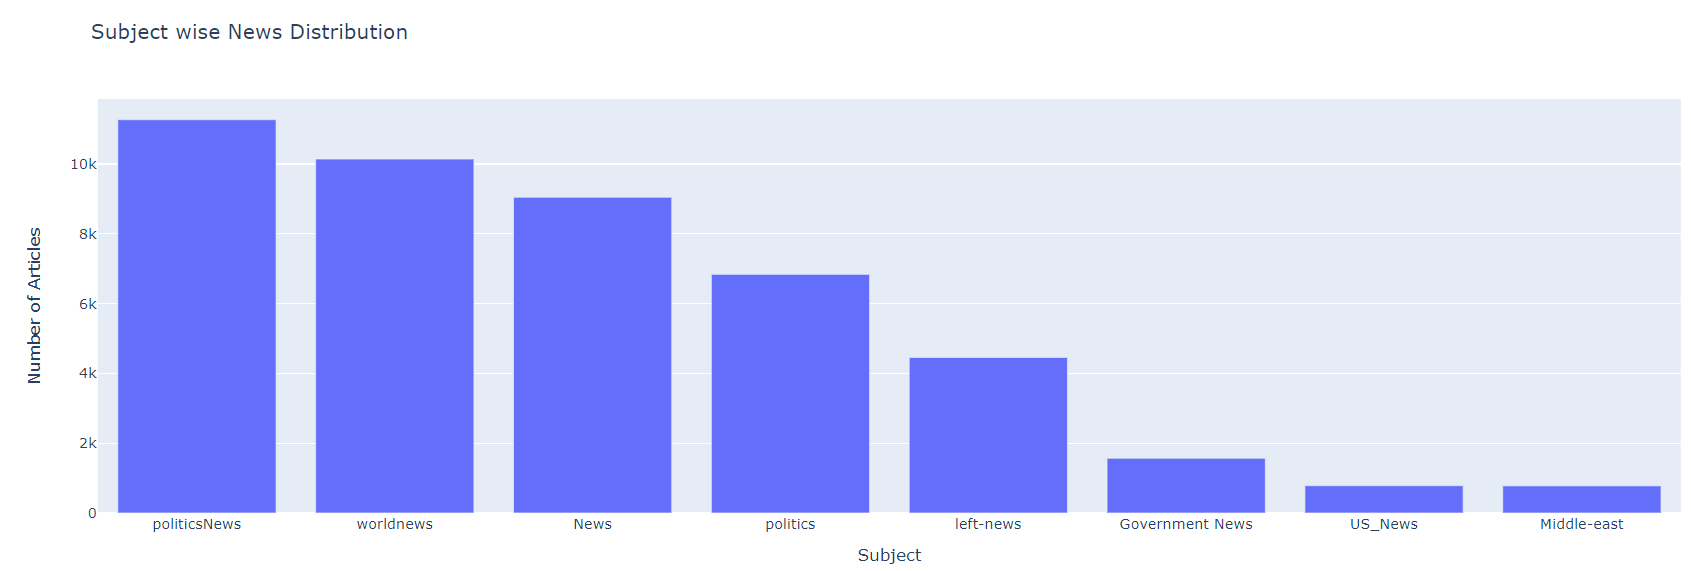 Subject wise News Distribution
Number of Articles
10k
8k
6k
4k
2k
0
politicsNews worldnews News politics left-news Government News US_News Middle-east
Subject